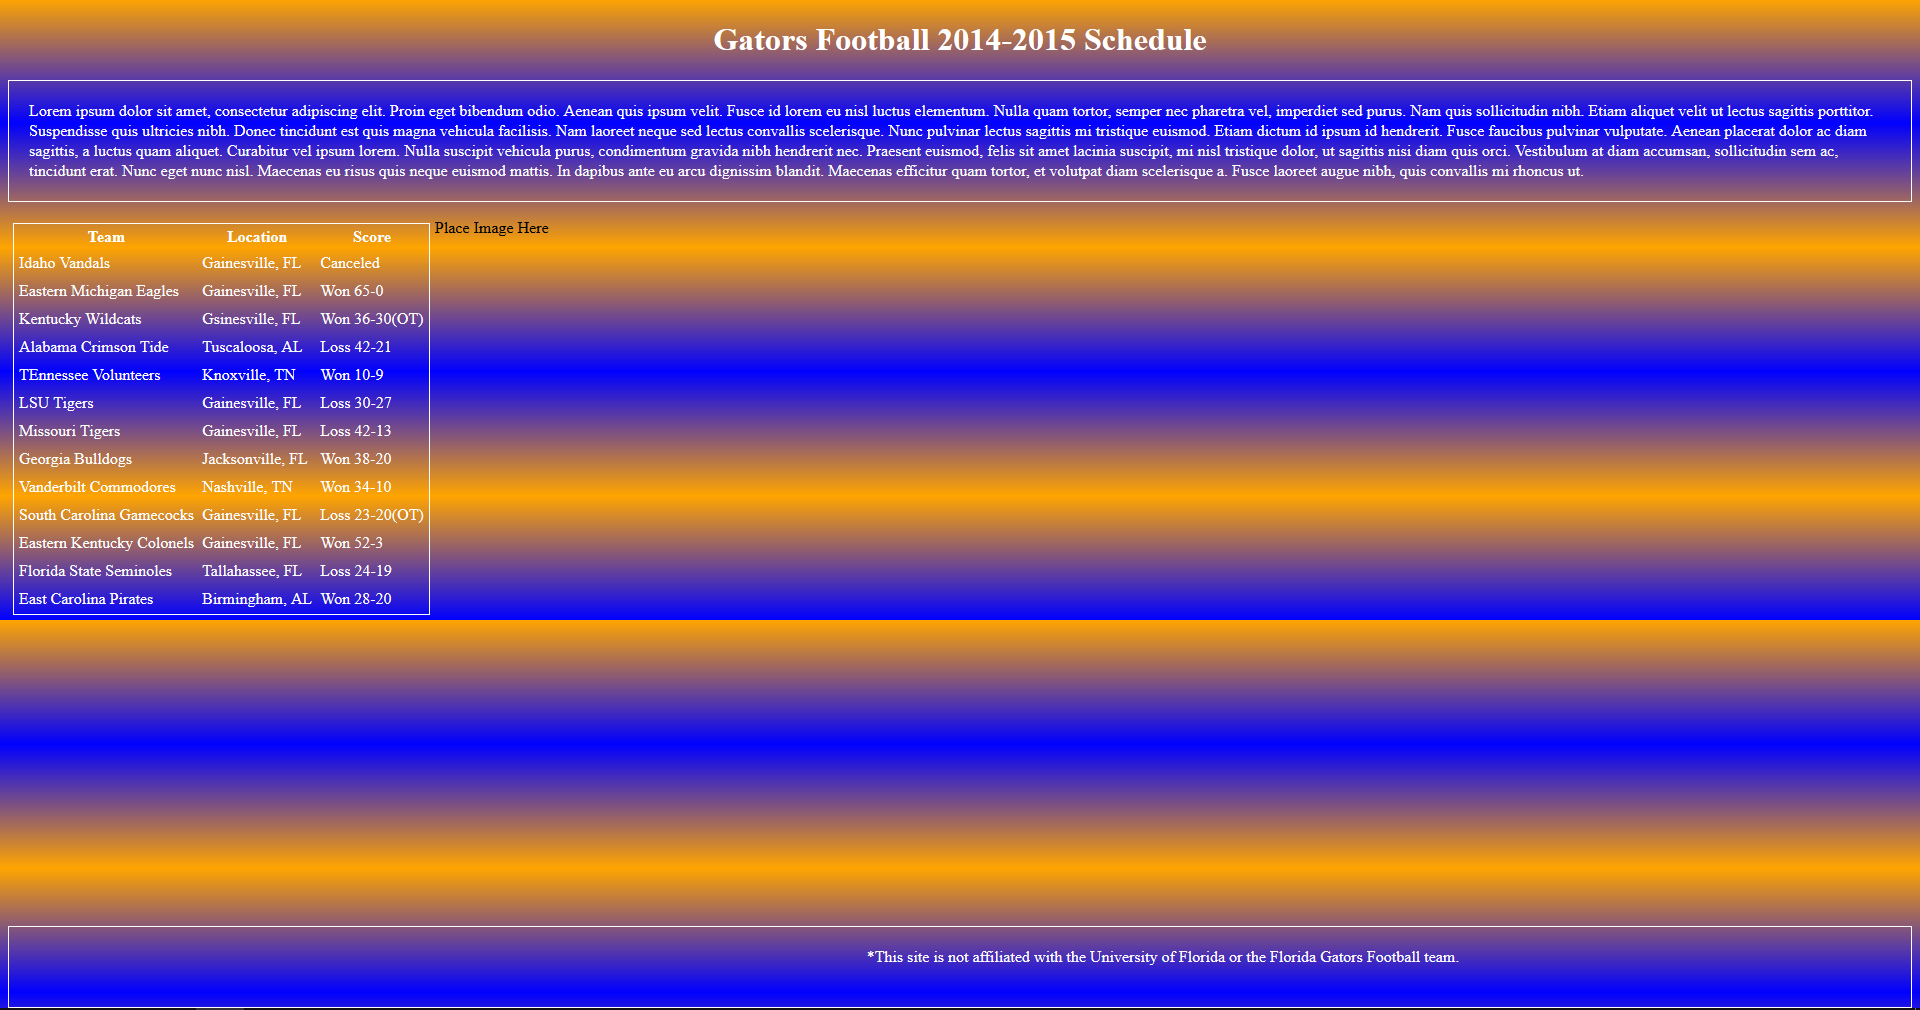 Gators Football 2014-2015 Schedule
Lorem ipsum dolor sit amet, consectetur adipiscing elit. Proin eget bibendum odio. Aenean quis ipsum velit. Fusce id lorem eu nisl luctus elementum. Nulla quam tortor, semper nec pharetra vel, imperdiet sed purus. Nam quis sollicitudin nibh. Etiam aliquet velit ut lectus sagittis porttitor.
Suspendisse quis ultricies nibh. Donec tincidunt est quis magna vehicula facilisis. Nam laoreet neque sed lectus convallis scelerisque. Nunc pulvinar lectus sagittis mi tristique euismod. Etiam dictum id ipsum id hendrerit. Fusce faucibus pulvinar vulputate. Aenean placerat dolor ac diam
sagittis, a luctus quam aliquet. Curabitur vel ipsum lorem. Nulla suscipit vehicula purus, condimentum gravida nibh hendrerit nec. Praesent euismod, felis sit amet lacinia suscipit, mi nisl tristique dolor, ut sagittis nisi diam quis orci. Vestibulum at diam accumsan, sollicitudin sem ac,
tincidunt erat. Nunc eget nunc nisl. Maecenas eu risus quis neque euismod mattis. In dapibus ante eu arcu dignissim blandit. Maecenas efficitur quam tortor, et volutpat diam scelerisque a. Fusce laoreet augue nibh, quis convallis mi rhoncus ut.
Team Location Score
Idaho Vandals Gainesville, FL Canceled
Eastern Michigan Eagles Gainesville, FL Won 65-0
Kentucky Wildcats Gsinesville, FL Won 36-30(OT)
Alabama Crimson Tide Tuscaloosa, AL Loss 42-21
TEnnessee Volunteers Knoxville, TN Won 10-9
LSU Tigers Gainesville, FL Loss 30-27
Missouri Tigers Gainesville, FL Loss 42-13
Georgia Bulldogs Jacksonville, FL Won 38-20
Vanderbilt Commodores Nashville, TN Won 34-10
South Carolina Gamecocks Gainesville, FL Loss 23-20(OT)
Eastern Kentucky Colonels Gainesville, FL Won 52-3
Florida State Seminoles Tallahassee, FL Loss 24-19
East Carolina Pirates Birmingham, AL Won 28-20
Place Image Here
*This site is not affiliated with the University of Florida or the Florida Gators Football team.